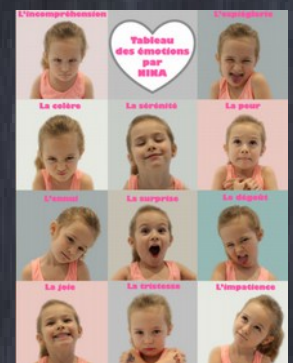 L'incompréhension
Tableau
des émotions
par
NINA
L'espièglerie
La colère
La sérénité
La peur
L'ennui
La surprise
Le dégoût
La joie
La tristesse
L'impatience